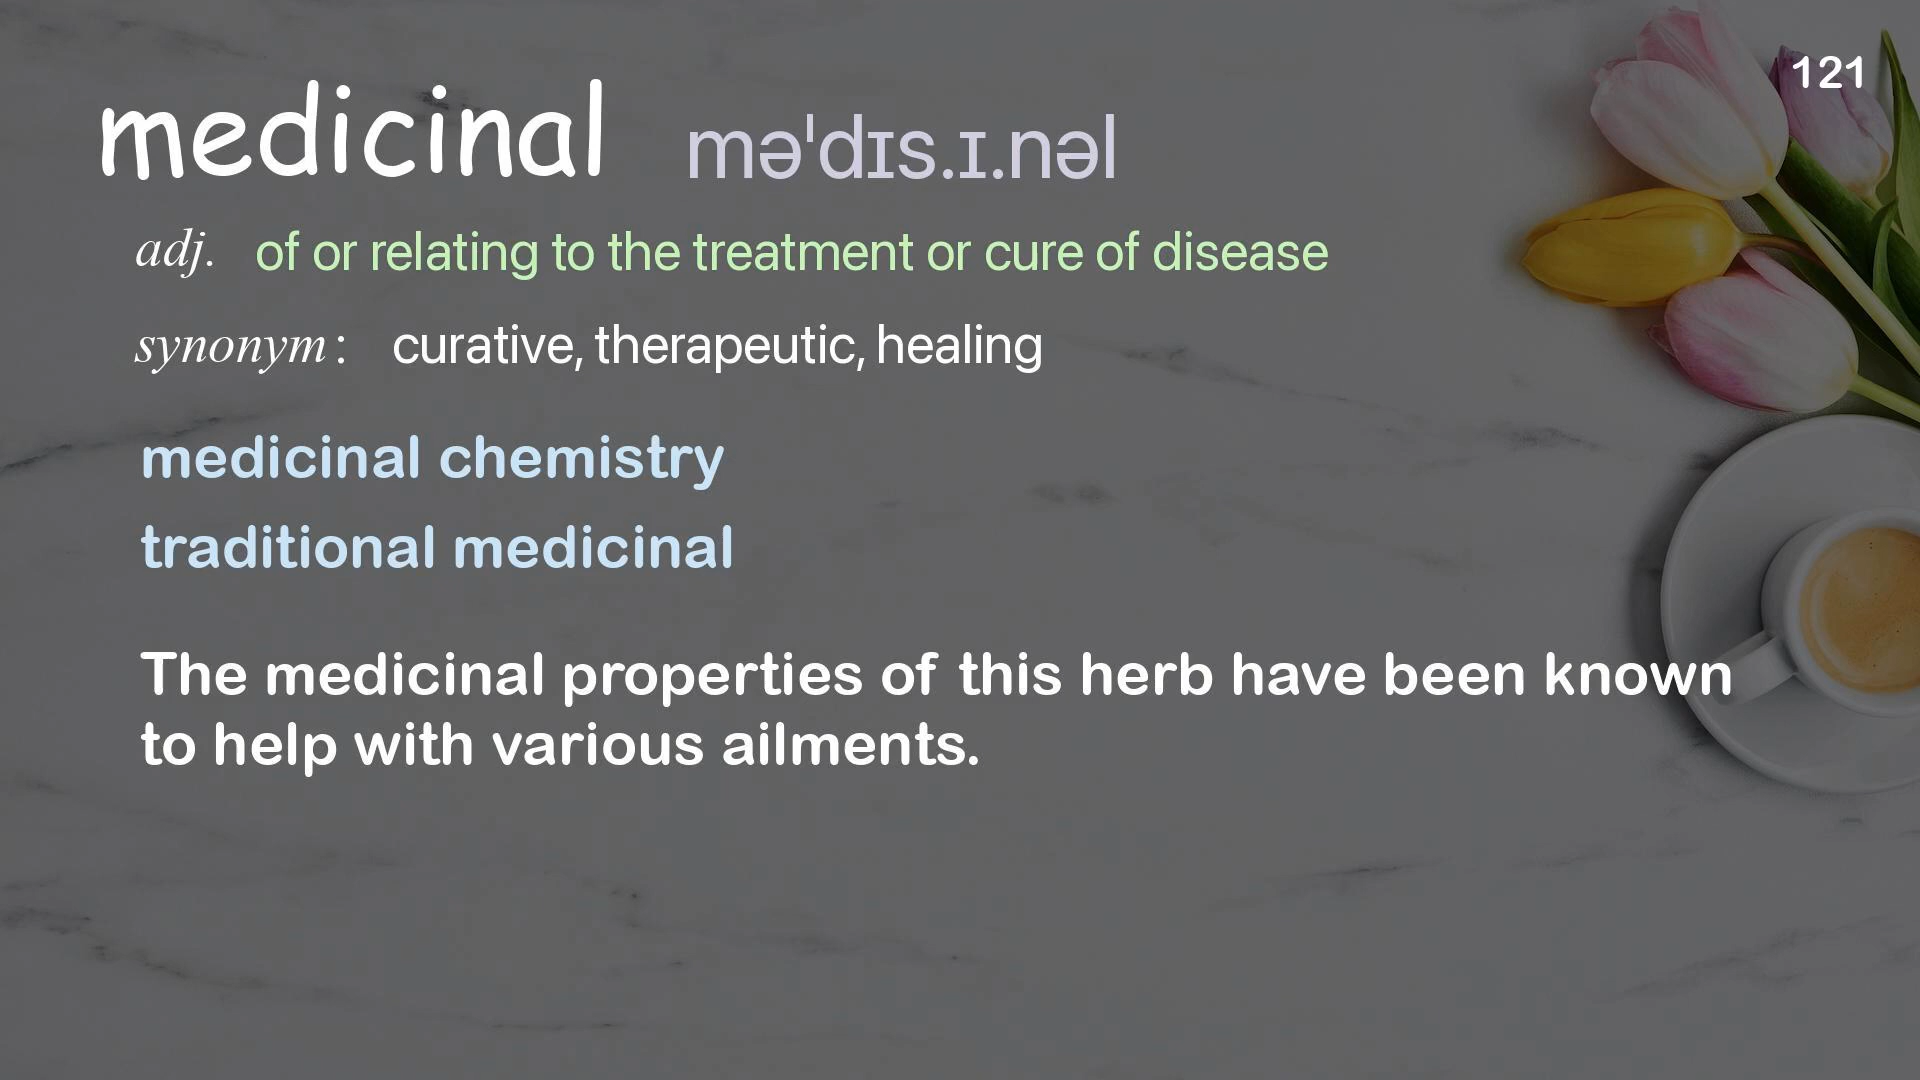 121
medicinal məˈdɪs.ɪ.nəl
adj. of or relating to the treatment or cure of disease
synonym: curative, therapeutic, healing
medicinal chemistry
traditional medicinal
The medicinal properties of this herb have been known
to help with various ailments.